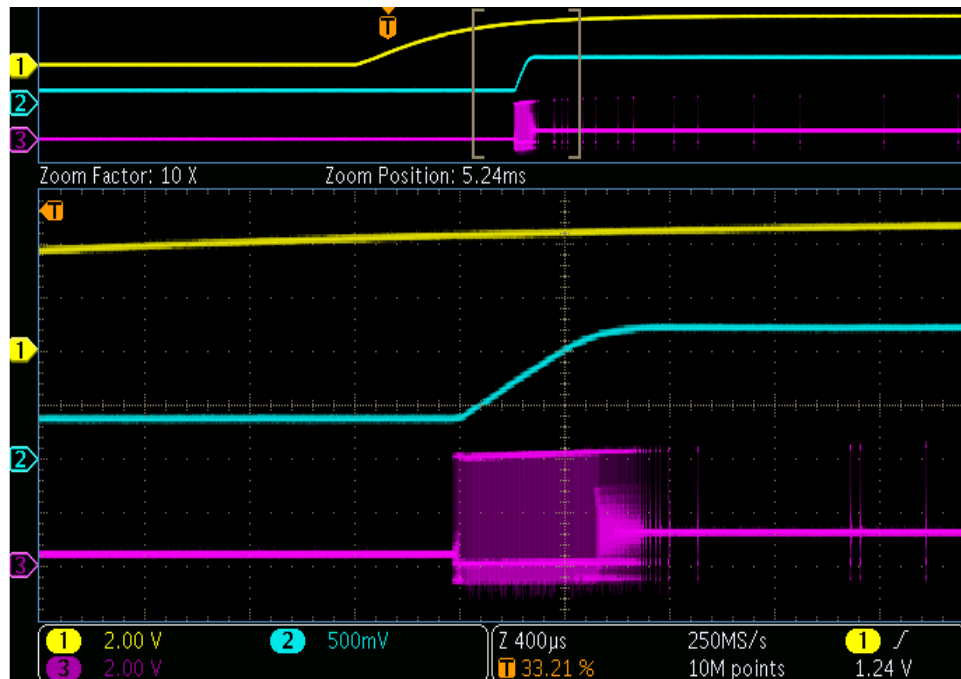 T
1
2
3
Zoom Factor: 10 X Zoom Position: 5.24ms
T
1
2
3
1 2.00 V 2 500mV Z 400µs 250MS/s 1 /
3 2.00 V T 33.21 % 10M points 1.24 V